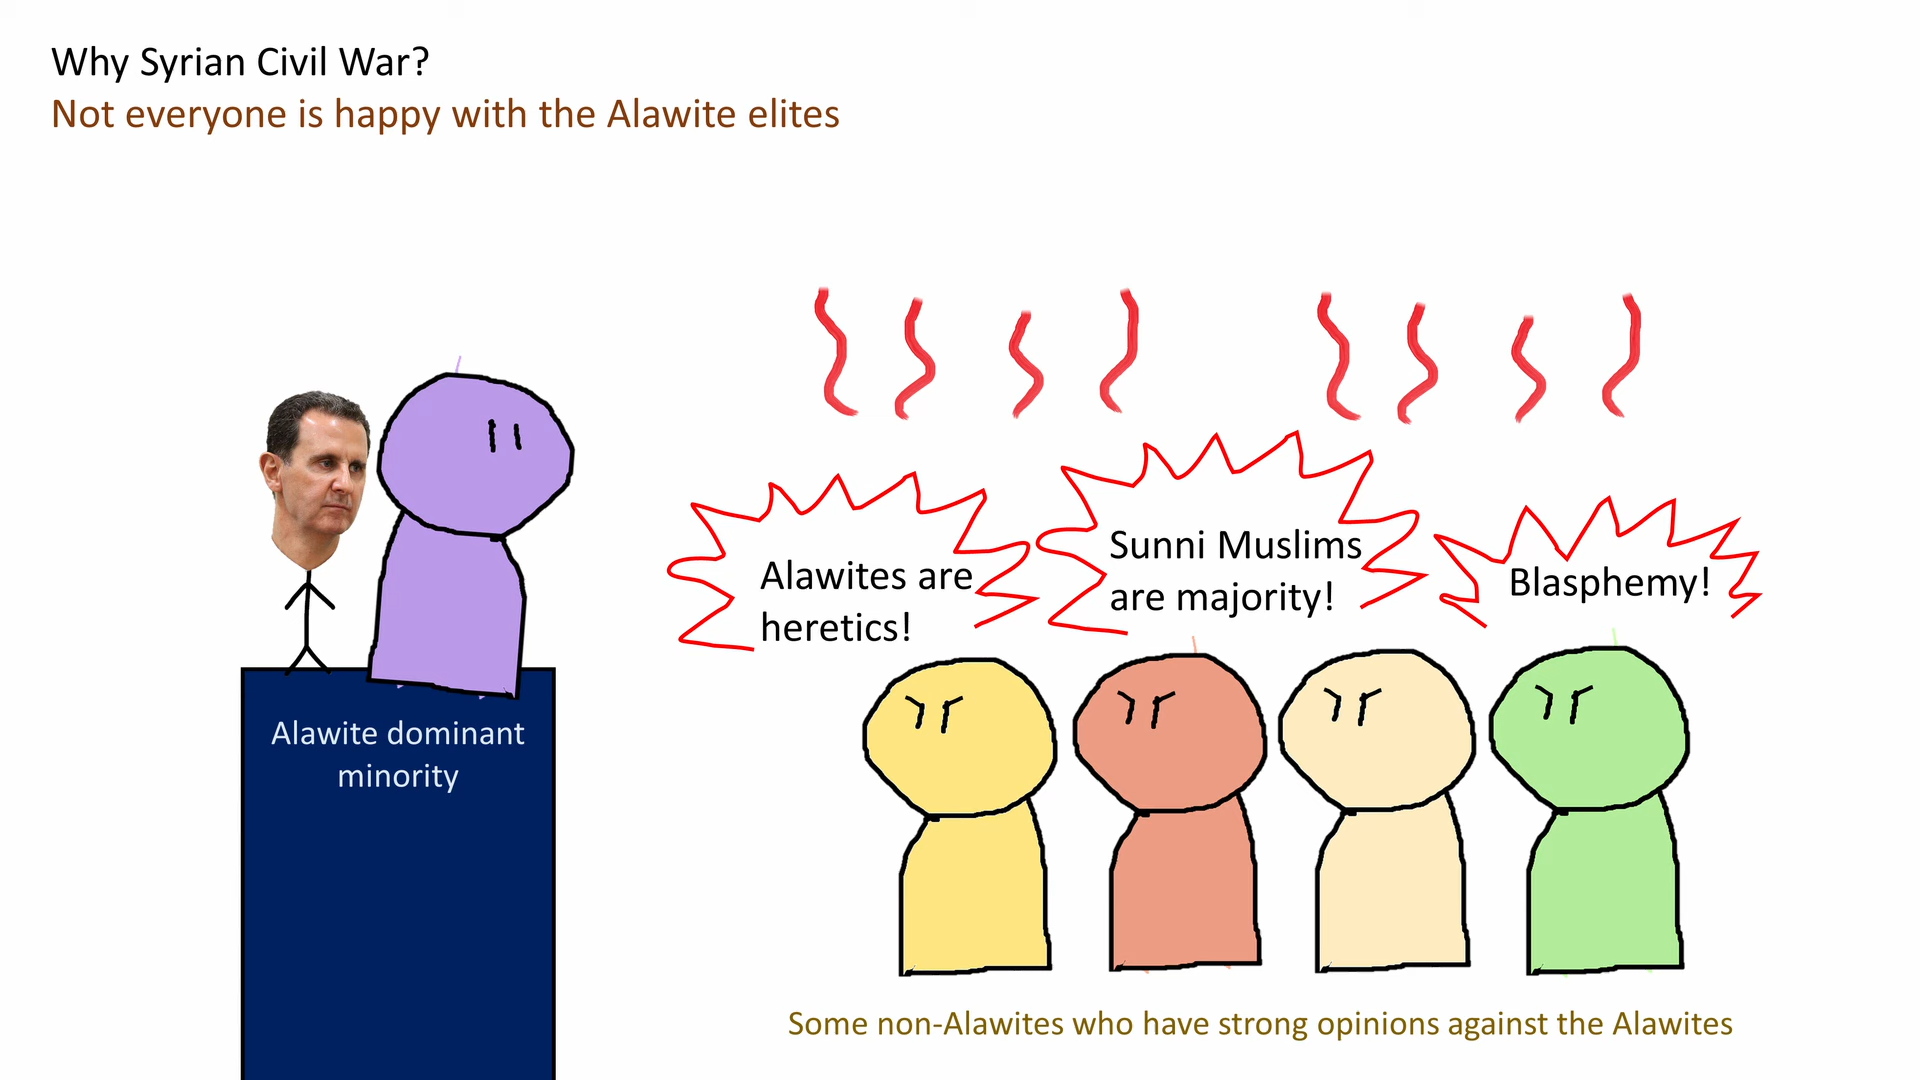 Why Syrian Civil War?
Not everyone is happy with the Alawite elites
Alawites are
heretics!
Sunni Muslims
are majority!
Blasphemy!
Alawite dominant
minority
Some non-Alawites who have strong opinions against the Alawites